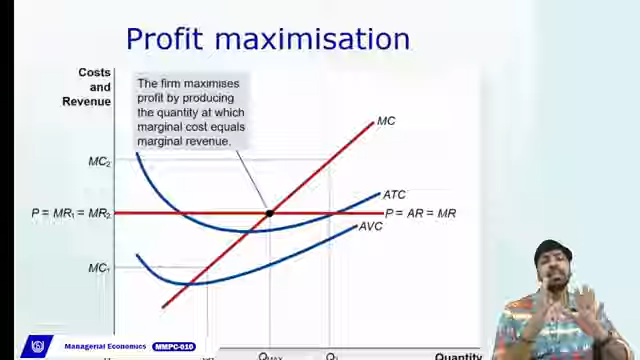 Profit maximisation
Costs
and
Revenue
The firm maximises
profit by producing
the quantity at which
marginal cost equals
marginal revenue.
MC
MC₂
ATC
P = MR₁ = MR₂
P = AR = MR
AVC
MC₁
Managerial Economics MMPC-010
QMAX
Quantity